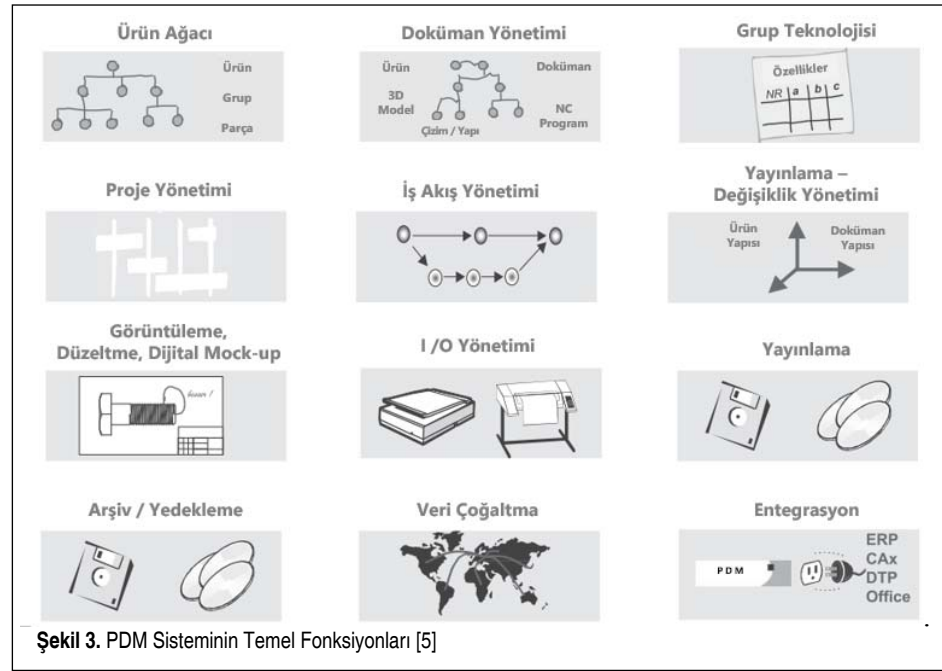 Ürün Ağacı
Ürün
Grup
Parça
Doküman Yönetimi
Ürün
Doküman
3D
Model
NC
Program
Çizim / Yapı
Grup Teknolojisi
Özellikler
NR a b c
Proje Yönetimi
İş Akış Yönetimi
Yayınlama –
Değişiklik Yönetimi
Ürün
Yapısı
Doküman
Yapısı
Görüntüleme,
Düzeltme, Dijital Mock-up
I /O Yönetimi
Yayınlama
Arşiv / Yedekleme
Veri Çoğaltma
Entegrasyon
PDM
ERP
CAx
DTP
Office
Şekil 3. PDM Sisteminin Temel Fonksiyonları [5]